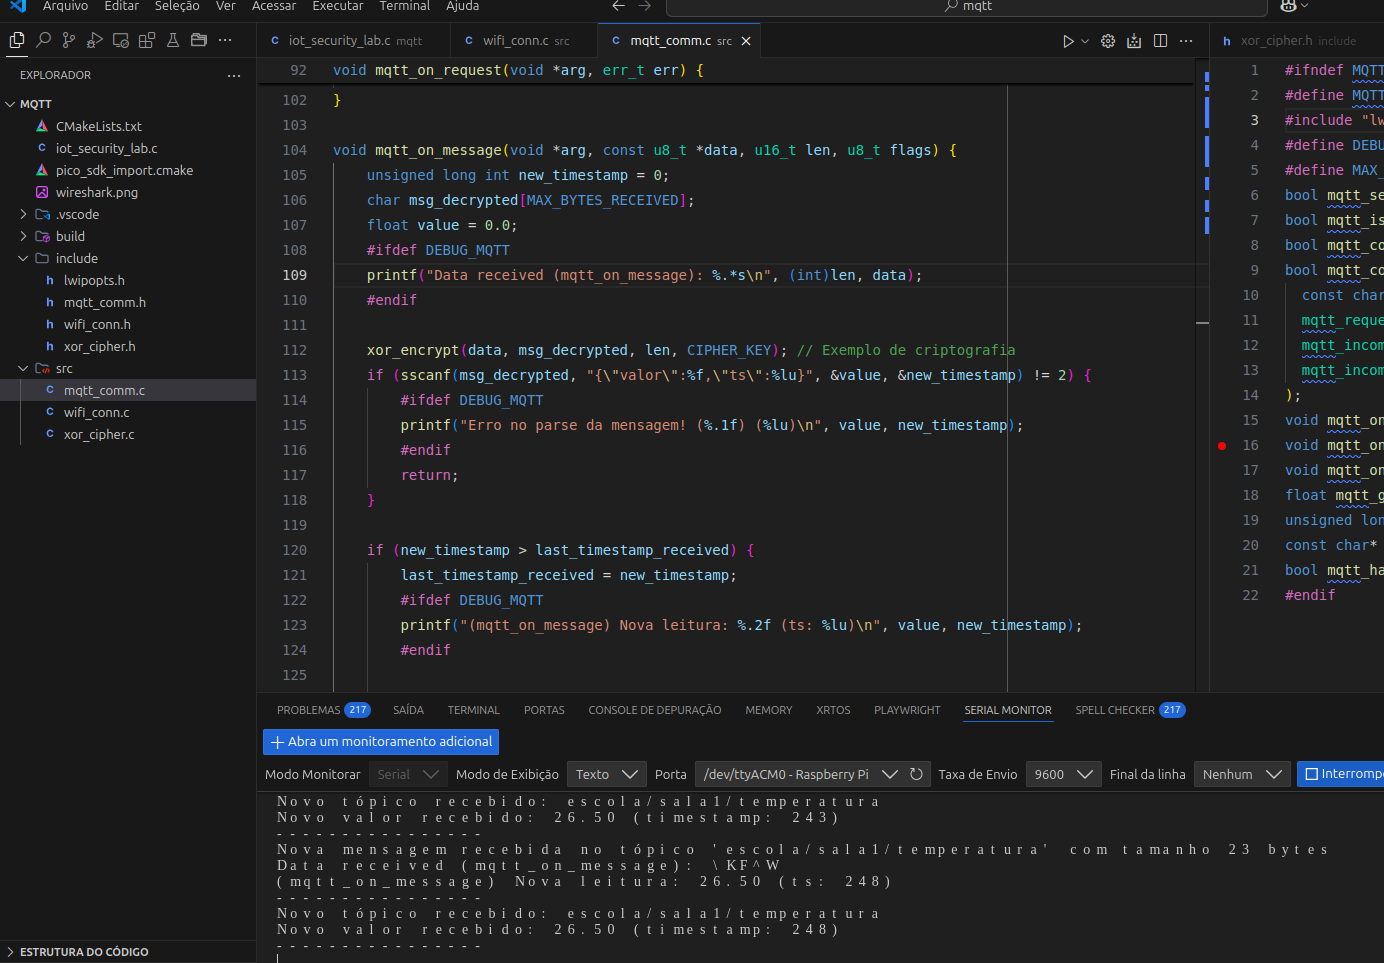 Arquivo Editar Seleção Ver Acessar Executar Terminal Ajuda
mqtt
EXPLORADOR
MQTT
CMakeLists.txt
iot_security_lab.c
pico_sdk_import.cmake
wireshark.png
.vscode
build
include
lwipopts.h
mqtt_comm.h
wifi_conn.h
xor_cipher.h
src
mqtt_comm.c
wifi_conn.c
xor_cipher.c
ESTRUTURA DO CÓDIGO
iot_security_lab.c mqtt
wifi_conn.c src
mqtt_comm.c src
92 void mqtt_on_request(void *arg, err_t err) {
102 }
103
104 void mqtt_on_message(void *arg, const u8_t *data, u16_t len, u8_t flags) {
105 unsigned long int new_timestamp = 0;
106 char msg_decrypted[MAX_BYTES_RECEIVED];
107 float value = 0.0;
108 #ifdef DEBUG_MQTT
109 printf("Data received (mqtt_on_message): %.*s\n", (int)len, data);
110 #endif
111
112 xor_encrypt(data, msg_decrypted, len, CIPHER_KEY); // Exemplo de criptografia
113 if (sscanf(msg_decrypted, "{\"valor\":%f,\"ts\":%lu}", &value, &new_timestamp) != 2) {
114 #ifdef DEBUG_MQTT
115 printf("Erro no parse da mensagem! (%.1f) (%lu)\n", value, new_timestamp);
116 #endif
117 return;
118 }
119
120 if (new_timestamp > last_timestamp_received) {
121 last_timestamp_received = new_timestamp;
122 #ifdef DEBUG_MQTT
123 printf("(mqtt_on_message) Nova leitura: %.2f (ts: %lu)\n", value, new_timestamp);
124 #endif
125
xor_cipher.h include
1 #ifndef MQTT
2 #define MQTT
3 #include "lw
4 #define DEBU
5 #define MAX_
6 bool mqtt_se
7 bool mqtt_is
8 bool mqtt_co
9 bool mqtt_co
10 const char
11 mqtt_reque
12 mqtt_incom
13 mqtt_incom
14 );
15 void mqtt_on
16 void mqtt_on
17 void mqtt_on
18 float mqtt_g
19 unsigned lon
20 const char*
21 bool mqtt_ha
22 #endif
PROBLEMAS 217 SAÍDA TERMINAL PORTAS CONSOLE DE DEPURAÇÃO MEMORY XRTOS PLAYWRIGHT SERIAL MONITOR SPELL CHECKER 217
Abra um monitoramento adicional
Modo Monitorar Serial Modo de Exibição Texto Porta /dev/ttyACM0 - Raspberry Pi Taxa de Envio 9600 Final da linha Nenhum Interrompe
Novo tópico recebido: escola/sala1/temperatura
Novo valor recebido: 26.50 (timestamp: 243)
----------------
Nova mensagem recebida no tópico 'escola/sala1/temperatura' com tamanho 23 bytes
Data received (mqtt_on_message): \KF^W
(mqtt_on_message) Nova leitura: 26.50 (ts: 248)
----------------
Novo tópico recebido: escola/sala1/temperatura
Novo valor recebido: 26.50 (timestamp: 248)
----------------